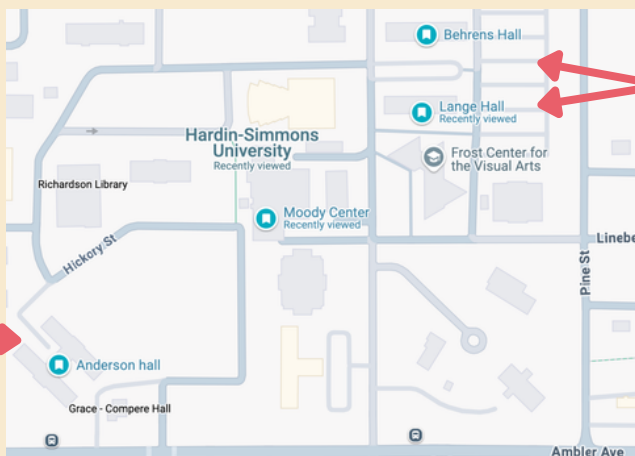 Behrens Hall
Lange Hall
Recently viewed
Hardin-Simmons
University
Recently viewed
Frost Center for
the Visual Arts
Richardson Library
Moody Center
Recently viewed
Hickory St
Pine St
Anderson hall
Grace - Compere Hall
Ambler Ave